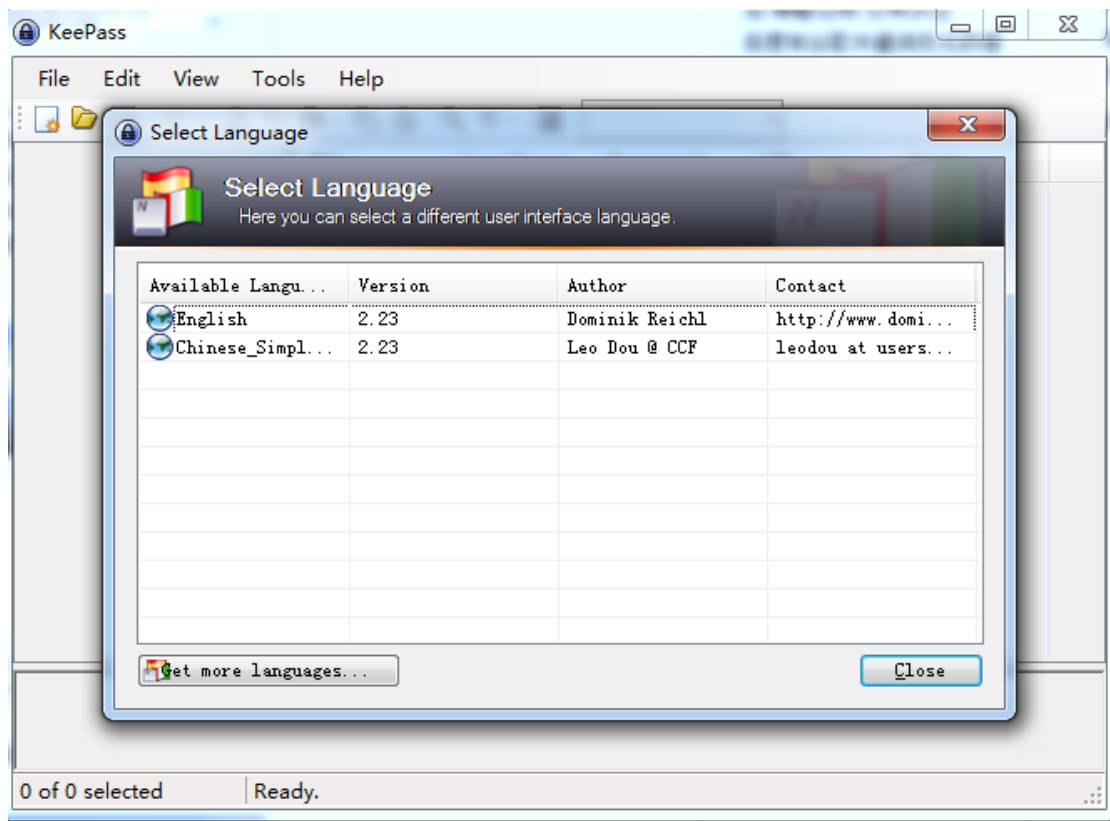 KeePass
File Edit View Tools Help
Select Language
Select Language
Here you can select a different user interface language.
Available Langu... Version Author Contact
English 2.23 Dominik Reichl http://www.domi...
Chinese_Simpl... 2.23 Leo Dou @ CCF leodou at users...
Get more languages... Close
0 of 0 selected Ready.